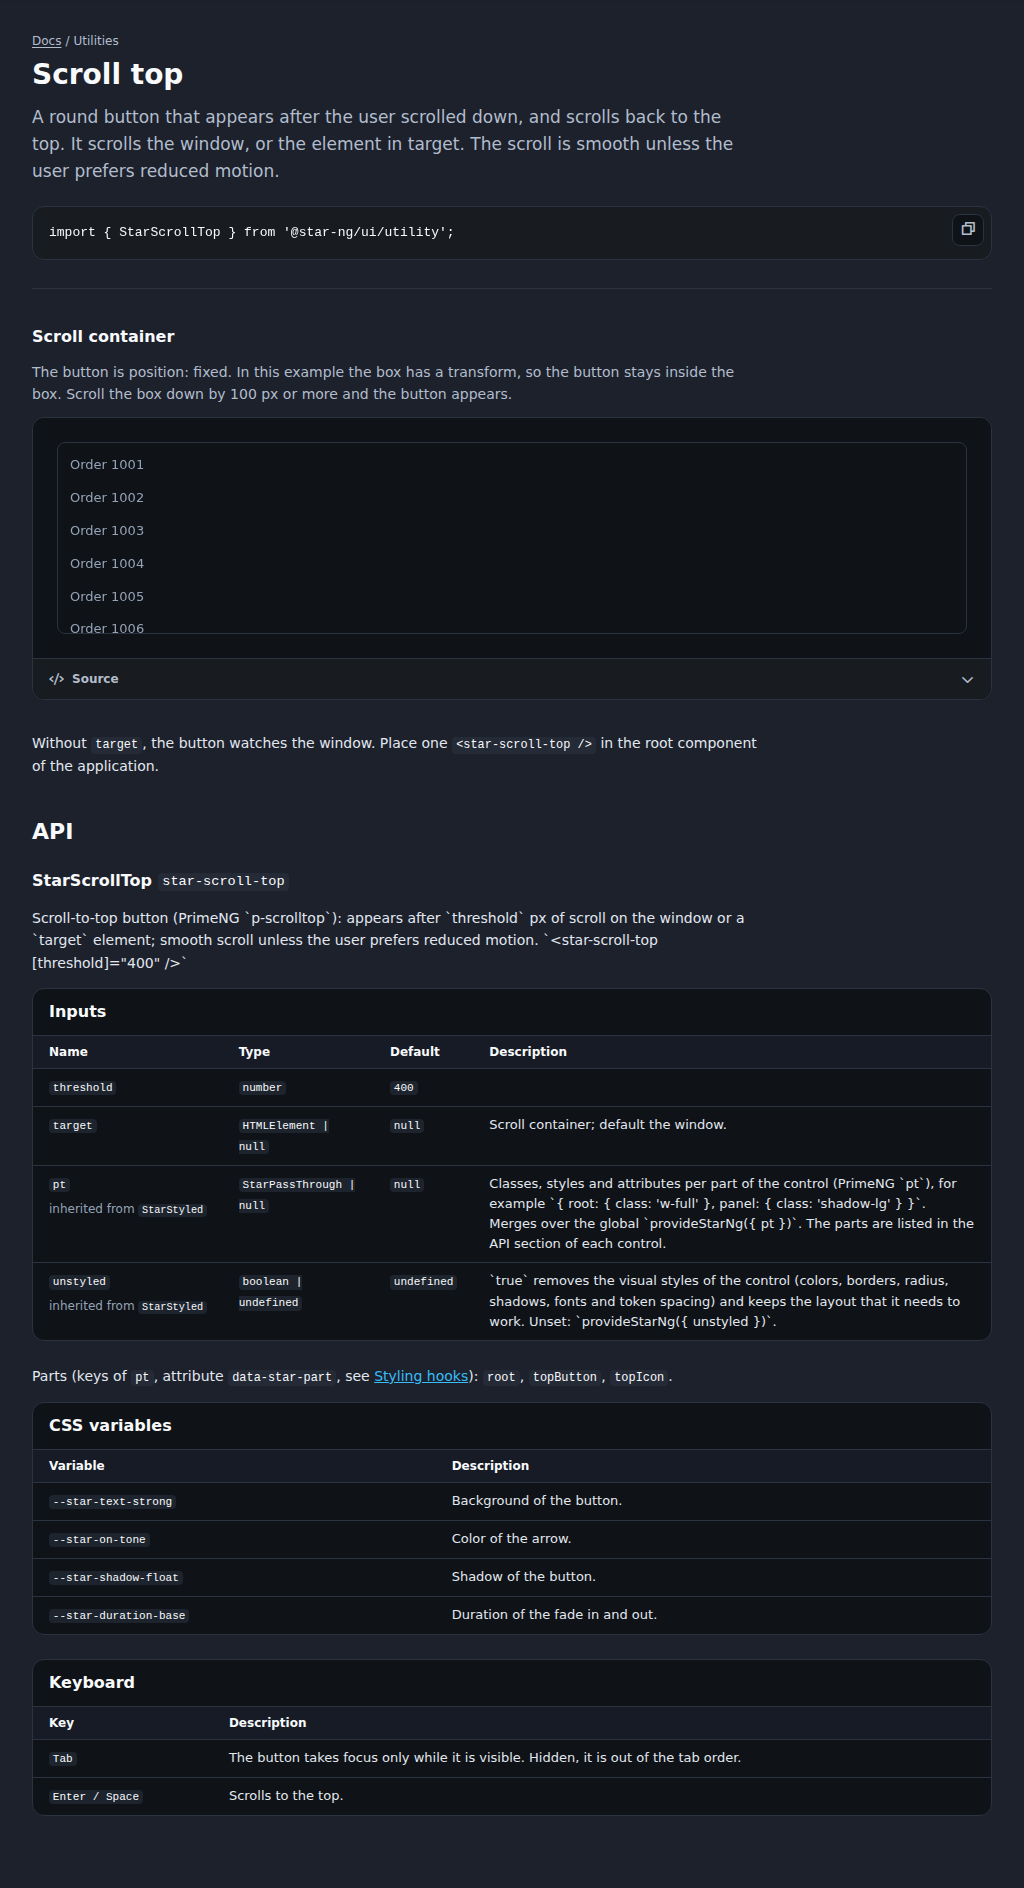 Docs / Utilities
Scroll top
A round button that appears after the user scrolled down, and scrolls back to the
top. It scrolls the window, or the element in target. The scroll is smooth unless the
user prefers reduced motion.
import { StarScrollTop } from '@star-ng/ui/utility';
Scroll container
The button is position: fixed. In this example the box has a transform, so the button stays inside the
box. Scroll the box down by 100 px or more and the button appears.
Order 1001
Order 1002
Order 1003
Order 1004
Order 1005
Order 1006
Source
Without target, the button watches the window. Place one <star-scroll-top /> in the root component
of the application.
API
StarScrollTop star-scroll-top
Scroll-to-top button (PrimeNG `p-scrolltop`): appears after `threshold` px of scroll on the window or a
`target` element; smooth scroll unless the user prefers reduced motion. `<star-scroll-top
[threshold]="400" />`
Inputs
Name Type Default Description
threshold number 400
target HTMLElement | null Scroll container; default the window.
null
pt StarPassThrough | null Classes, styles and attributes per part of the control (PrimeNG `pt`), for
inherited from StarStyled null example `{ root: { class: 'w-full' }, panel: { class: 'shadow-lg' } }`.
Merges over the global `provideStarNg({ pt })`. The parts are listed in the
API section of each control.
unstyled boolean | undefined `true` removes the visual styles of the control (colors, borders, radius,
inherited from StarStyled undefined shadows, fonts and token spacing) and keeps the layout that it needs to
work. Unset: `provideStarNg({ unstyled })`.
Parts (keys of pt, attribute data-star-part, see Styling hooks): root, topButton, topIcon.
CSS variables
Variable Description
--star-text-strong Background of the button.
--star-on-tone Color of the arrow.
--star-shadow-float Shadow of the button.
--star-duration-base Duration of the fade in and out.
Keyboard
Key Description
Tab The button takes focus only while it is visible. Hidden, it is out of the tab order.
Enter / Space Scrolls to the top.